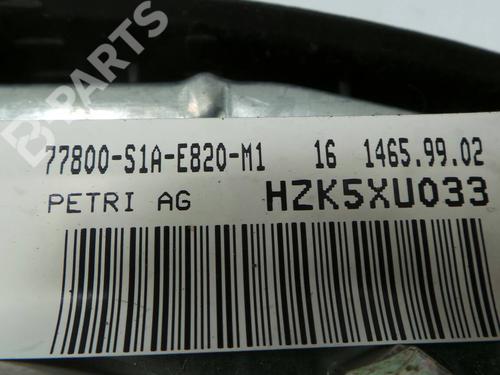 B PARTS
77800-S1A-E820-M1 16 1465.99.02
PETRI AG HZK5XU033